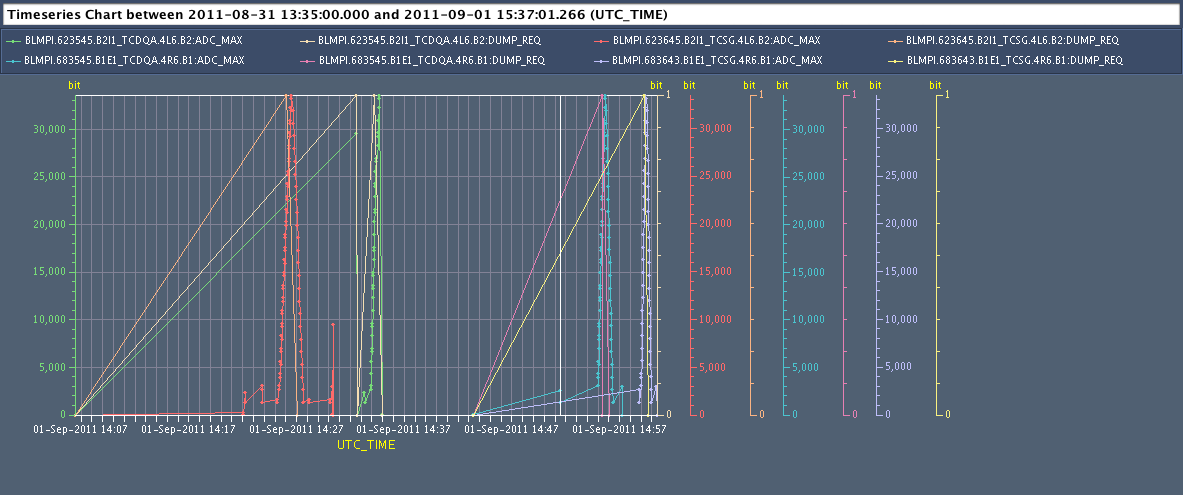 Timeseries Chart between 2011-08-31 13:35:00.000 and 2011-09-01 15:37:01.266 (UTC_TIME)
BLMPI.623545.B2I1_TCDQA.4L6.B2:ADC_MAX BLMPI.623545.B2I1_TCDQA.4L6.B2:DUMP_REQ BLMPI.623645.B2I1_TCSG.4L6.B2:ADC_MAX BLMPI.623645.B2I1_TCSG.4L6.B2:DUMP_REQ
BLMPI.683545.B1E1_TCDQA.4R6.B1:ADC_MAX BLMPI.683545.B1E1_TCDQA.4R6.B1:DUMP_REQ BLMPI.683643.B1E1_TCSG.4R6.B1:ADC_MAX BLMPI.683643.B1E1_TCSG.4R6.B1:DUMP_REQ
bit bit bit bit bit bit bit bit
1 1 1 1
30,000 30,000 30,000 30,000
25,000 25,000 25,000 25,000
20,000 20,000 20,000 20,000
15,000 15,000 15,000 15,000
10,000 10,000 10,000 10,000
5,000 5,000 5,000 5,000
0 0 0 0 0 0 0 0
01-Sep-2011 14:07 01-Sep-2011 14:17 01-Sep-2011 14:27 01-Sep-2011 14:37 01-Sep-2011 14:47 01-Sep-2011 14:57
UTC_TIME